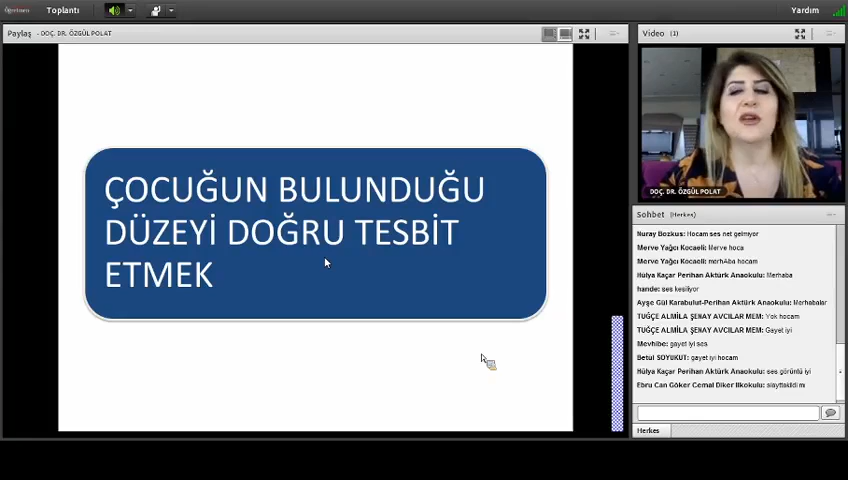 Öğretmen
Toplantı
Yardım
Paylaş - DOÇ. DR. ÖZGÜL POLAT
Video (1)
ÇOCUĞUN BULUNDUĞU
DÜZEYİ DOĞRU TESBİT
ETMEK
DOÇ. DR. ÖZGÜL POLAT
Sohbet (Herkes)
Nuray Bozkus: Hocam ses net gelmiyor
Merve Yağcı Kocaeli: Merve hoca
Merve Yağcı Kocaeli: merhAba hocam
Hülya Kaçar Perihan Aktürk Anaokulu: Merhaba
hande: ses kesiliyor
Ayşe Gül Karabulut-Perihan Aktürk Anaokulu: Merhabalar
TUĞÇE ALMİLA ŞENAY AVCILAR MEM: Yok hocam
TUĞÇE ALMİLA ŞENAY AVCILAR MEM: Gayet iyi
Mevhibe: gayet iyi ses
Betül SOYUKUT: gayet iyi hocam
Hülya Kaçar Perihan Aktürk Anaokulu: ses görüntü iyi
Ebru Can Göker Cemal Diker Ilkokulu: slayttakildi mi
Herkes